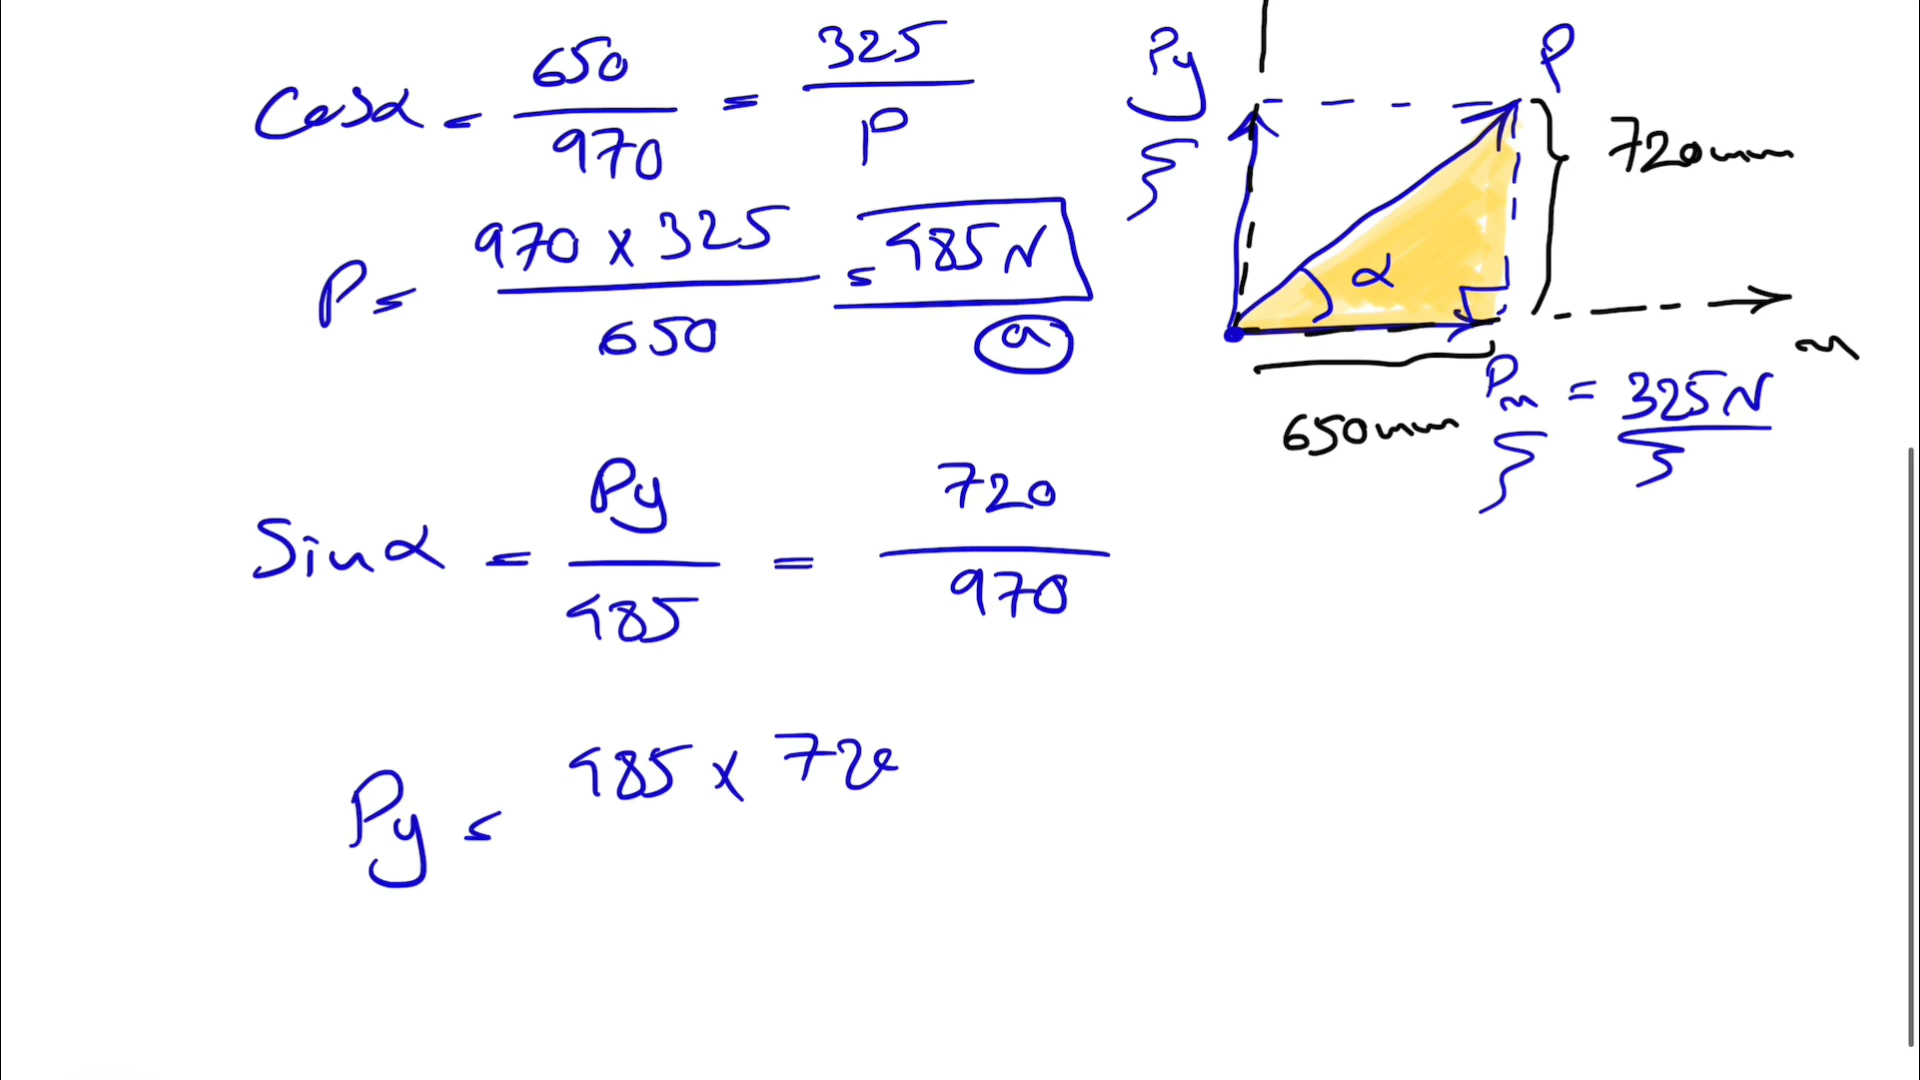 Cosα = 650/970 = 325/P
P = 970 x 325/650 = 485N
a
Sinα = Py/485 = 720/970
Py = 485 x 720
Py
P
720mm
α
x
Px = 325N
650mm